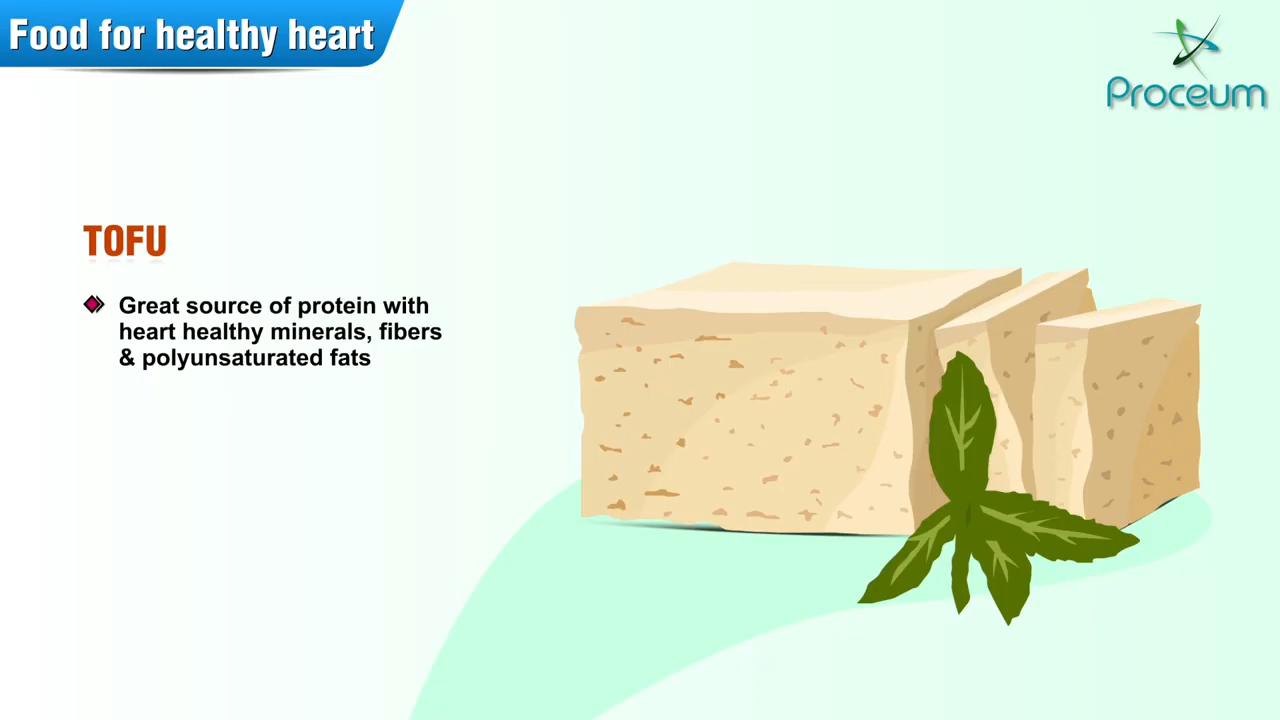 Food for healthy heart
Proceum
TOFU
Great source of protein with
heart healthy minerals, fibers
& polyunsaturated fats